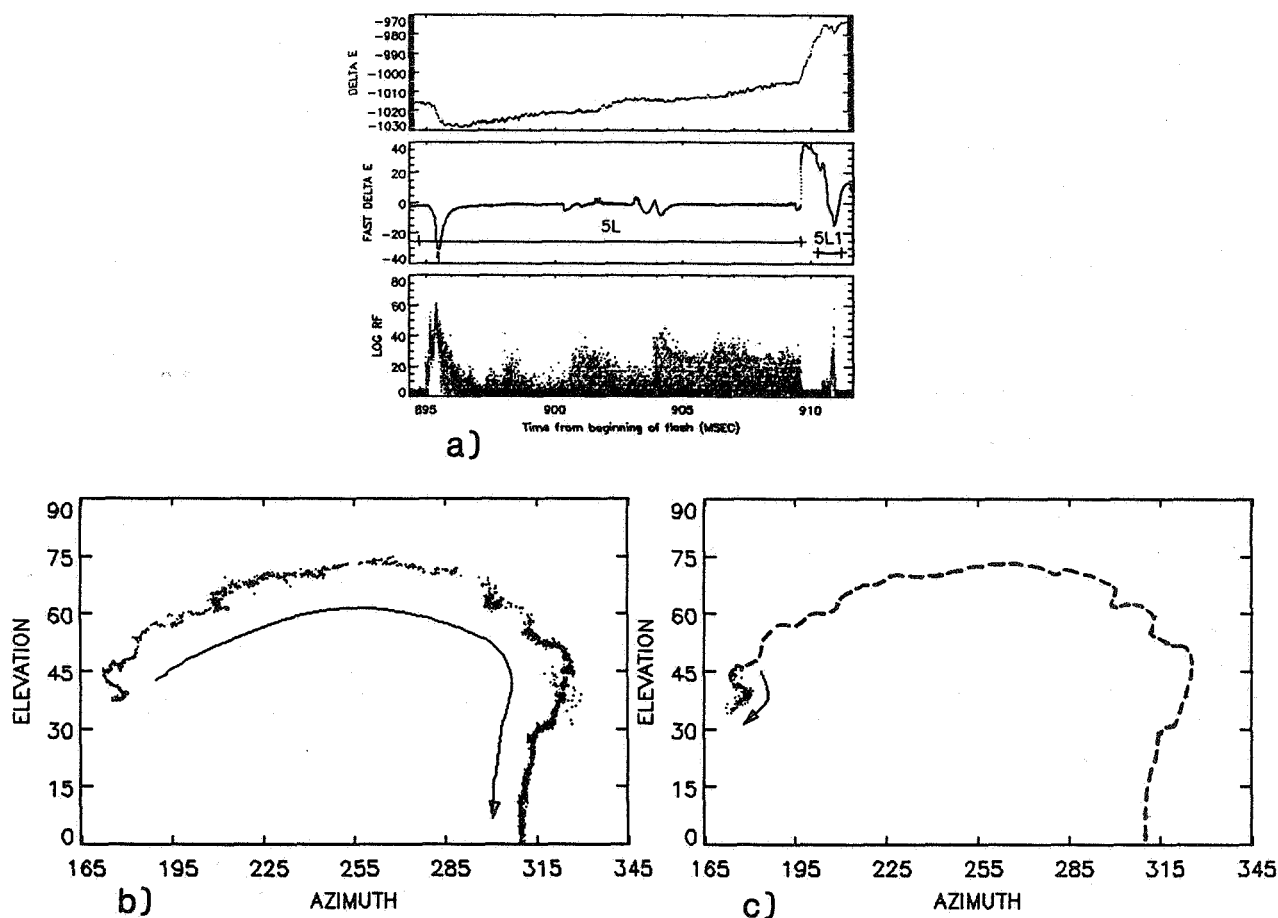 DELTA E
-970
-980
-990
-1000
-1010
-1020
-1030
FAST DELTA E
40
20
0
-20
-40
5L
5L1
LOG RF
80
60
40
20
0
895 900 905 910
Time from beginning of flash (MSEC)
a)
ELEVATION
90
75
60
45
30
15
0
165 195 225 255 285 315 345
AZIMUTH
b)
ELEVATION
90
75
60
45
30
15
0
165 195 225 255 285 315 345
AZIMUTH
c)